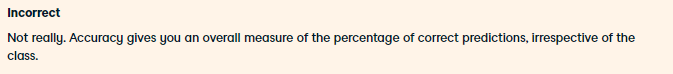 Incorrect
Not really. Accuracy gives you an overall measure of the percentage of correct predictions, irrespective of the
class.